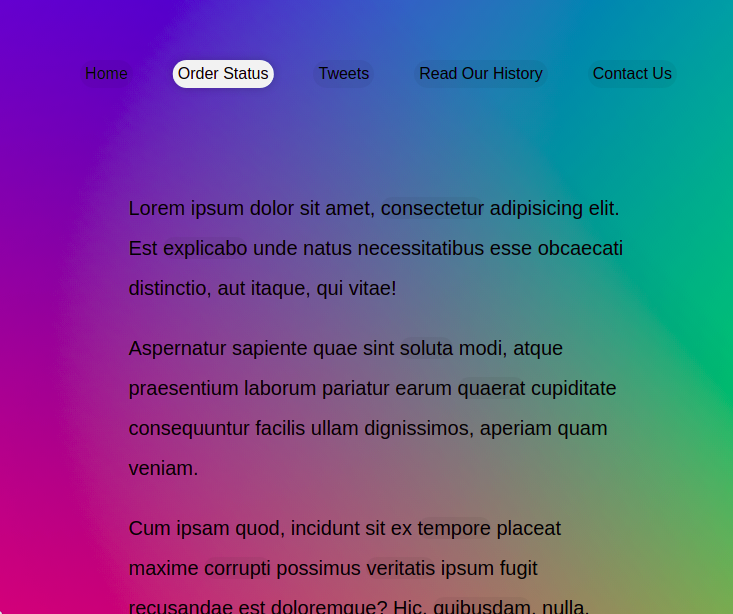 Home Order Status Tweets Read Our History Contact Us
Lorem ipsum dolor sit amet, consectetur adipisicing elit.
Est explicabo unde natus necessitatibus esse obcaecati
distinctio, aut itaque, qui vitae!
Aspernatur sapiente quae sint soluta modi, atque
praesentium laborum pariatur earum quaerat cupiditate
consequuntur facilis ullam dignissimos, aperiam quam
veniam.
Cum ipsam quod, incidunt sit ex tempore placeat
maxime corrupti possimus veritatis ipsum fugit
recusandae est doloremque? Hic, quibusdam, nulla.